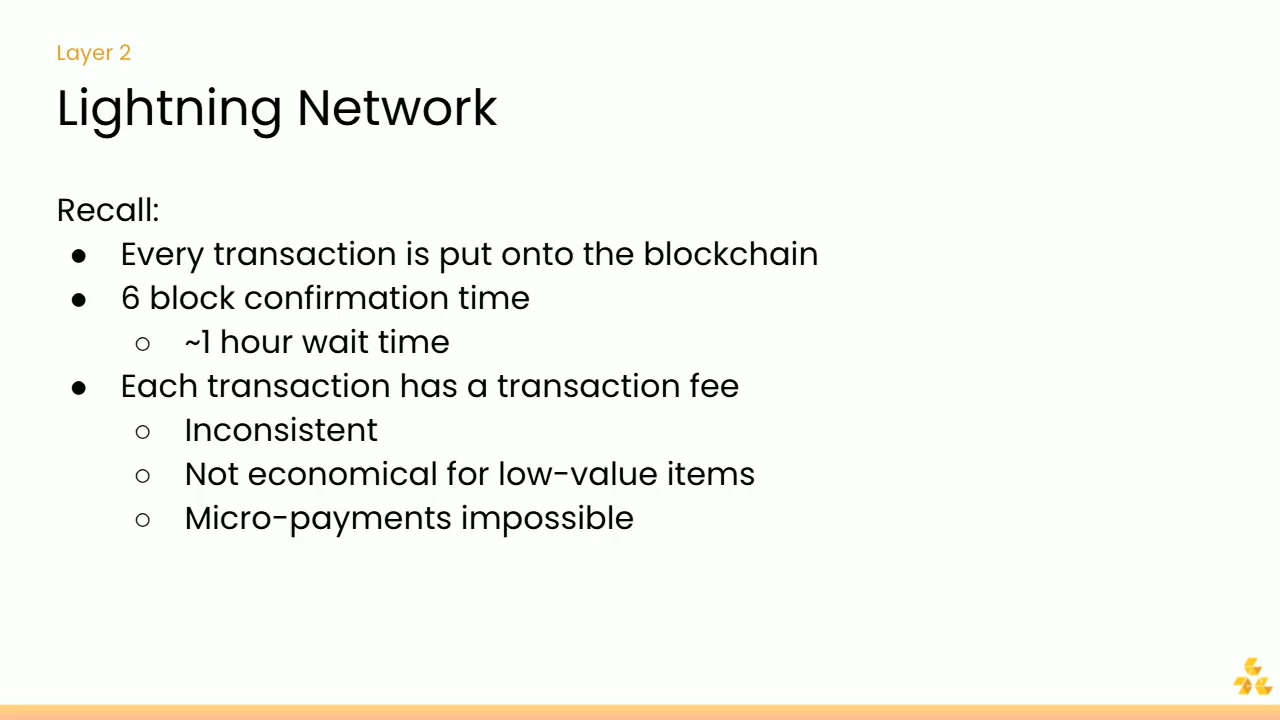 Layer 2
Lightning Network
Recall:
● Every transaction is put onto the blockchain
● 6 block confirmation time
○ ~1 hour wait time
● Each transaction has a transaction fee
○ Inconsistent
○ Not economical for low-value items
○ Micro-payments impossible